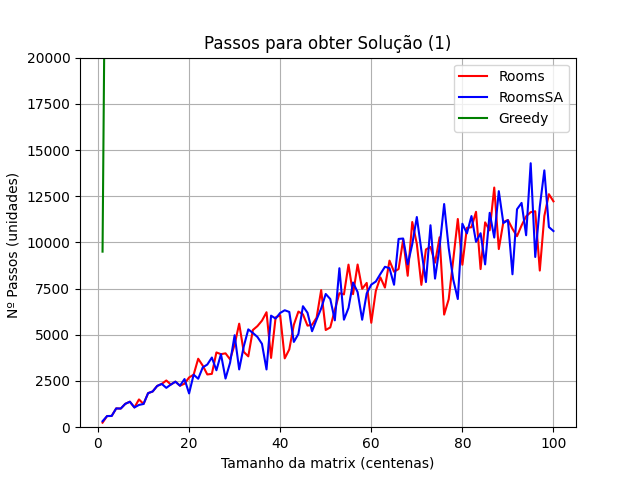 Passos para obter Solução (1)
20000
17500
15000
12500
10000
7500
5000
2500
0
Nº Passos (unidades)
Rooms
RoomsSA
Greedy
0 20 40 60 80 100
Tamanho da matrix (centenas)